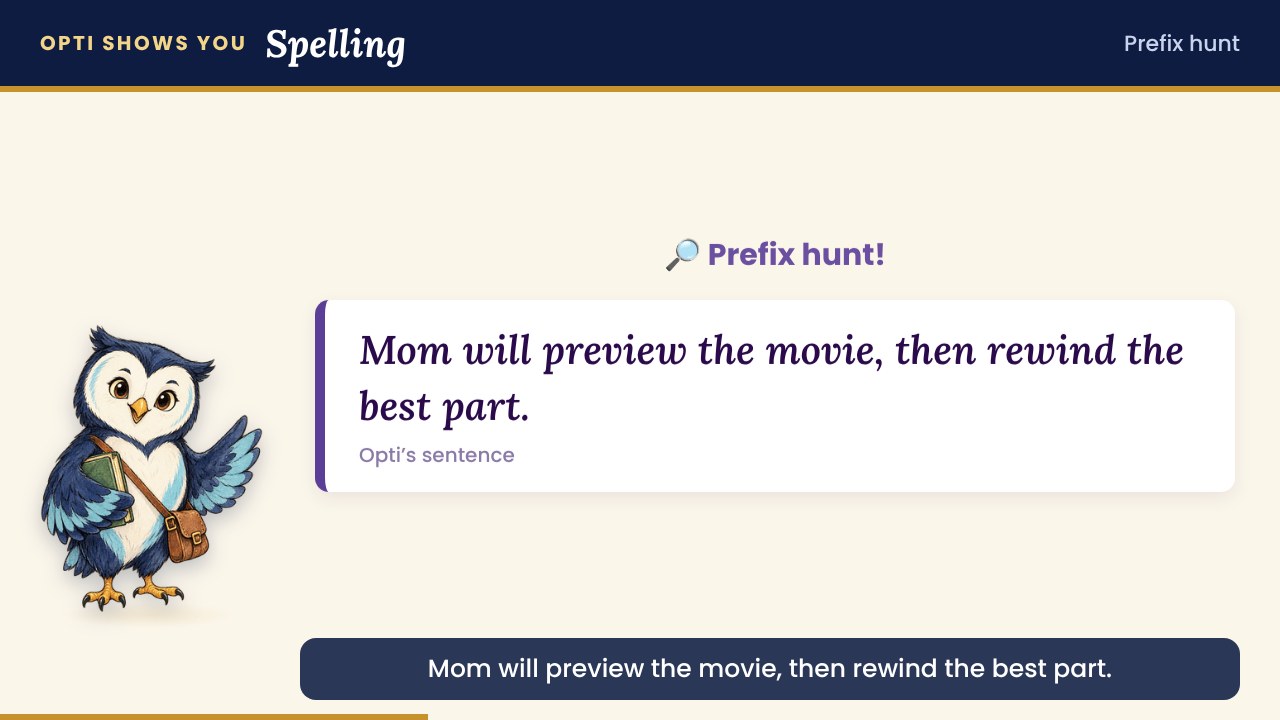 OPTI SHOWS YOU Spelling
Prefix hunt
🔎 Prefix hunt!
Mom will preview the movie, then rewind the
best part.
Opti’s sentence
Mom will preview the movie, then rewind the best part.